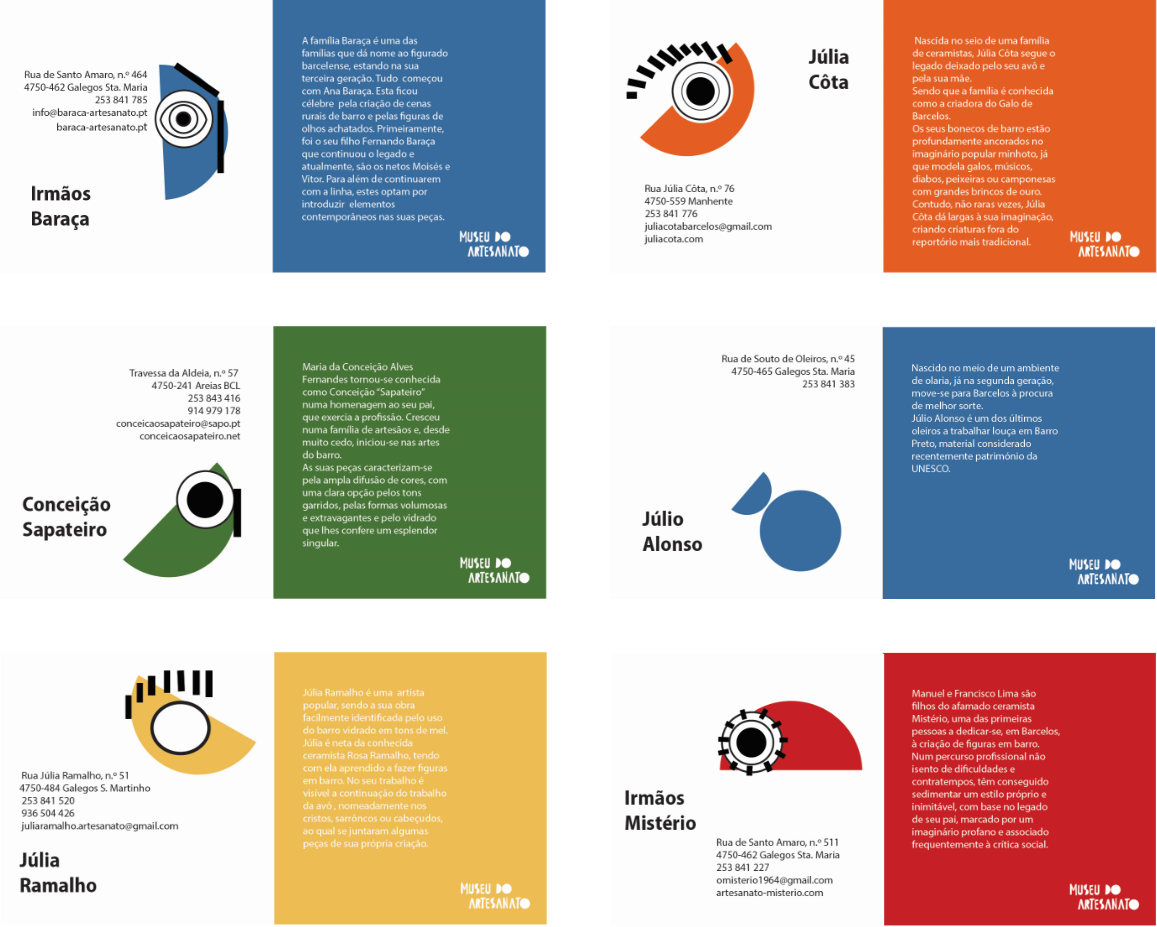 Rua de Santo Amaro, n.º 464
4750-462 Galegos Sta. Maria
253 841 785
info@baraca-artesanato.pt
baraca-artesanato.pt
Irmãos
Baraça
A família Baraça é uma das
famílias que dá nome ao figurado
barcelense, estando na sua
terceira geração. Tudo começou
com Ana Baraça. Esta ficou
célebre pela criação de cenas
rurais de barro e pelas figuras de
olhos achatados. Primeiramente,
foi o seu filho Fernando Baraça
que continuou o legado e
atualmente, são os netos Moisés e
Vitor. Para além de continuarem
com a linha, estes optam por
introduzir elementos
contemporâneos nas suas peças.
MUSEU DO
ARTESANATO
Júlia
Côta
Rua Júlia Côta, n.º 76
4750-559 Manhente
253 841 776
juliacotabarcelos@gmail.com
juliacota.com
Nascida no seio de uma família
de ceramistas, Júlia Côta segue o
legado deixado pelo seu avô e
pela sua mãe.
Sendo que a família é conhecida
como a criadora do Galo de
Barcelos.
Os seus bonecos de barro estão
profundamente ancorados no
imaginário popular minhoto, já
que modela galos, músicos,
diabos, peixeiras ou camponesas
com grandes brincos de ouro.
Contudo, não raras vezes, Júlia
Côta dá largas à sua imaginação,
criando criaturas fora do
reportório mais tradicional.
MUSEU DO
ARTESANATO
Travessa da Aldeia, n.º 57
4750-241 Areias BCL
253 843 416
914 979 178
conceicaosapateiro@sapo.pt
conceicaosapateiro.net
Conceição
Sapateiro
Maria da Conceição Alves
Fernandes tornou-se conhecida
como Conceição "Sapateiro"
numa homenagem ao seu pai,
que exercia a profissão. Cresceu
numa família de artesãos e, desde
muito cedo, iniciou-se nas artes
do barro.
As suas peças caracterizam-se
pela ampla difusão de cores, com
uma clara opção pelos tons
garridos, pelas formas volumosas
e extravagantes e pelo vidrado
que lhes confere um esplendor
singular.
MUSEU DO
ARTESANATO
Rua de Souto de Oleiros, n.º 45
4750-465 Galegos Sta. Maria
253 841 383
Júlio
Alonso
Nascido no meio de um ambiente
de olaria, já na segunda geração,
move-se para Barcelos à procura
de melhor sorte.
Júlio Alonso é um dos últimos
oleiros a trabalhar louça em Barro
Preto, material considerado
recentemente património da
UNESCO.
MUSEU DO
ARTESANATO
Rua Júlia Ramalho, n.º 51
4750-484 Galegos S. Martinho
253 841 520
936 504 426
juliaramalho.artesanato@gmail.com
Júlia
Ramalho
Júlia Ramalho é uma artista
popular, sendo a sua obra
facilmente identificada pelo uso
do barro vidrado em tons de mel.
Júlia é neta da conhecida
ceramista Rosa Ramalho, tendo
com ela aprendido a fazer figuras
em barro. No seu trabalho é
visível a continuação do trabalho
da avó , nomeadamente nos
cristos, sarrôncos ou cabeçudos,
ao qual se juntaram algumas
peças de sua própria criação.
MUSEU DO
ARTESANATO
Irmãos
Mistério
Rua de Santo Amaro, n.º 511
4750-462 Galegos Sta. Maria
253 841 227
omisterio1964@gmail.com
artesanato-misterio.com
Manuel e Francisco Lima são
filhos do afamado ceramista
Mistério, uma das primeiras
pessoas a dedicar-se, em Barcelos,
à criação de figuras em barro.
Num percurso profissional não
isento de dificuldades e
contratempos, têm conseguido
sedimentar um estilo próprio e
inimitável, com base no legado
de seu pai, marcado por um
imaginário profano e associado
frequentemente à crítica social.
MUSEU DO
ARTESANATO